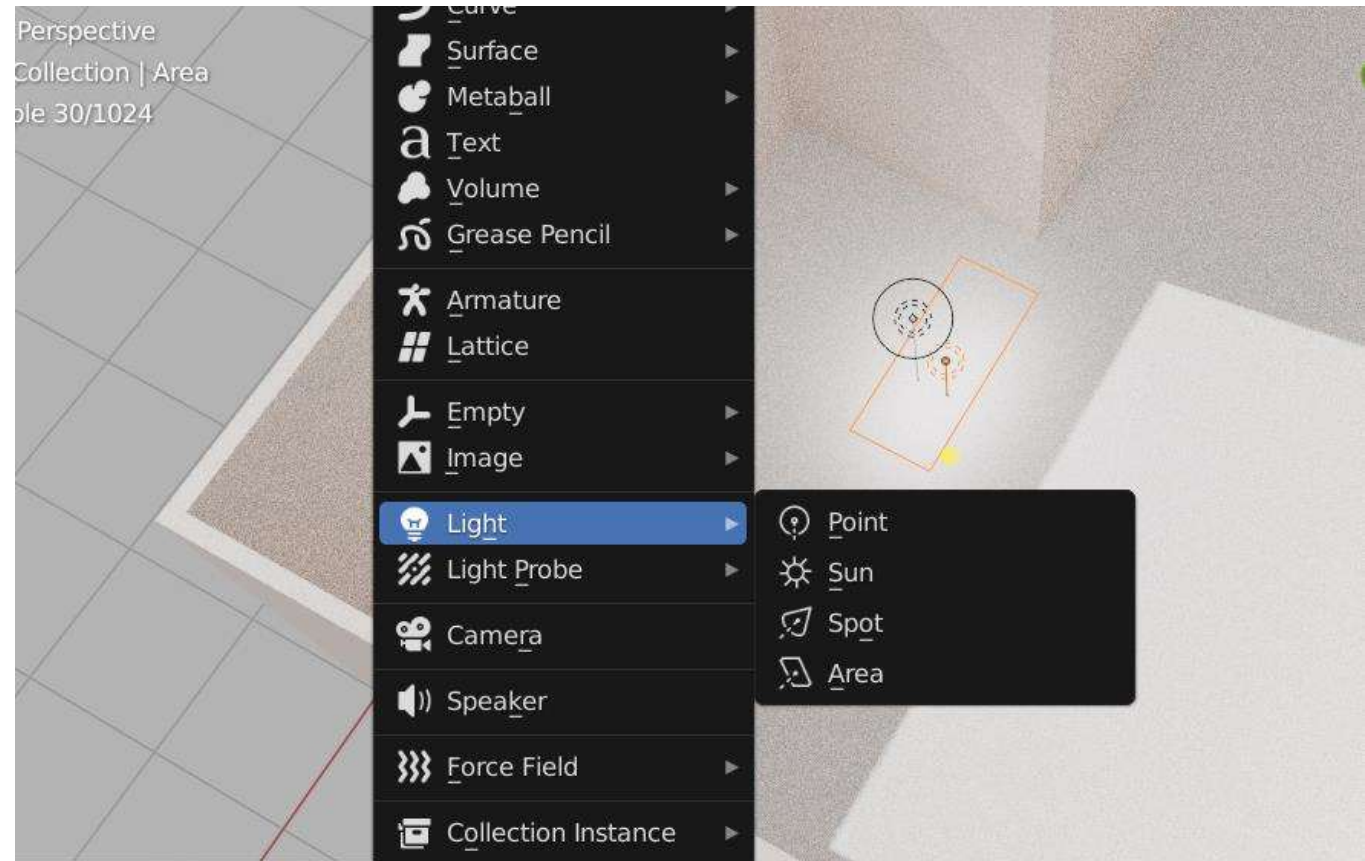 Perspective
Collection | Area
ple 30/1024
Curve
Surface
Metaball
Text
Volume
Grease Pencil
Armature
Lattice
Empty
Image
Light
Light Probe
Camera
Speaker
Force Field
Collection Instance
Point
Sun
Spot
Area